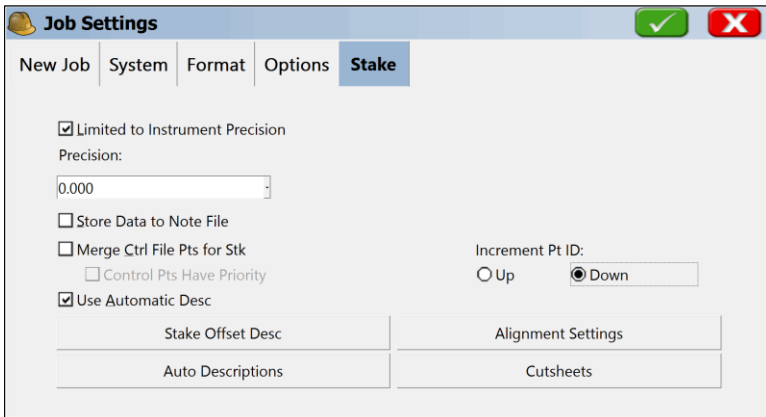 Job Settings
New Job System Format Options Stake
Limited to Instrument Precision
Precision:
0.000
Store Data to Note File
Merge Ctrl File Pts for Stk
Increment Pt ID:
Control Pts Have Priority
Up Down
Use Automatic Desc
Stake Offset Desc Alignment Settings
Auto Descriptions Cutsheets